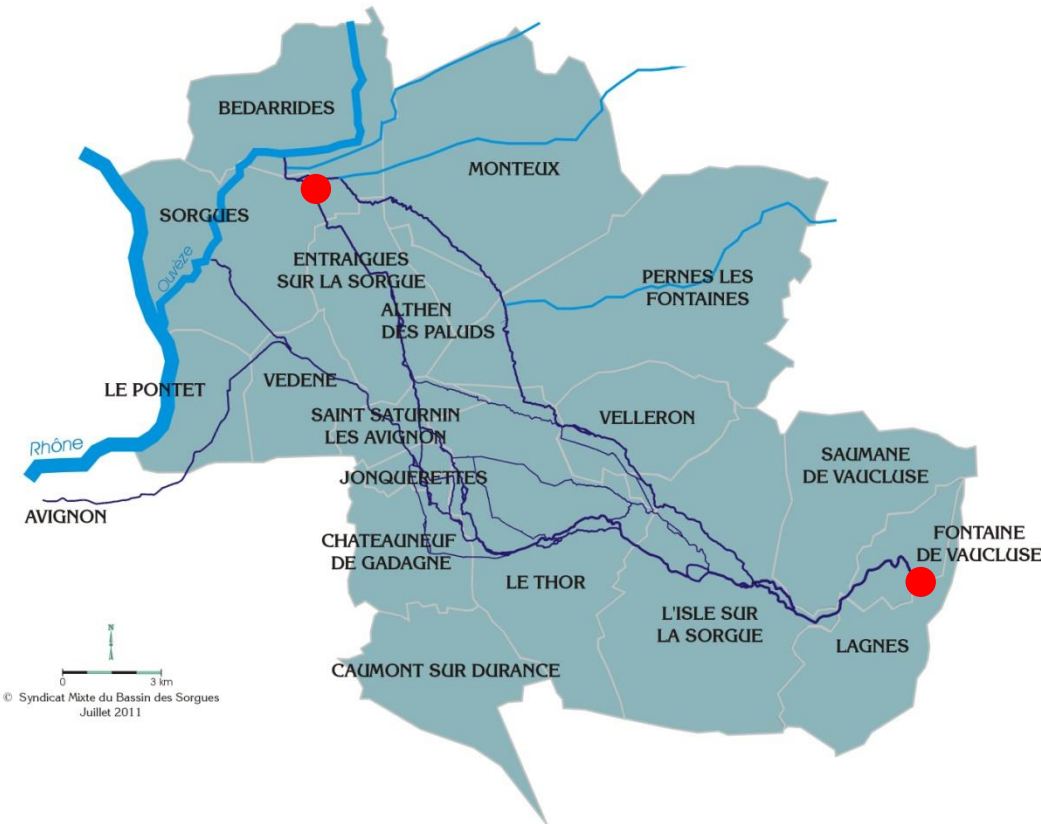 BEDARRIDES
MONTEUX
SORGUES
Ouvèze
ENTRAIGUES
SUR LA SORGUE
PERNES LES
FONTAINES
ALTHEN
DES PALUDS
LE PONTET
VEDENE
SAINT SATURNIN
LES AVIGNON
VELLERON
Rhône
SAUMANE
DE VAUCLUSE
JONQUERETTES
AVIGNON
FONTAINE
DE VAUCLUSE
CHATEAUNEUF
DE GADAGNE
LE THOR
L'ISLE SUR
LA SORGUE
LAGNES
CAUMONT SUR DURANCE
N
0 3 km
© Syndicat Mixte du Bassin des Sorgues
Juillet 2011